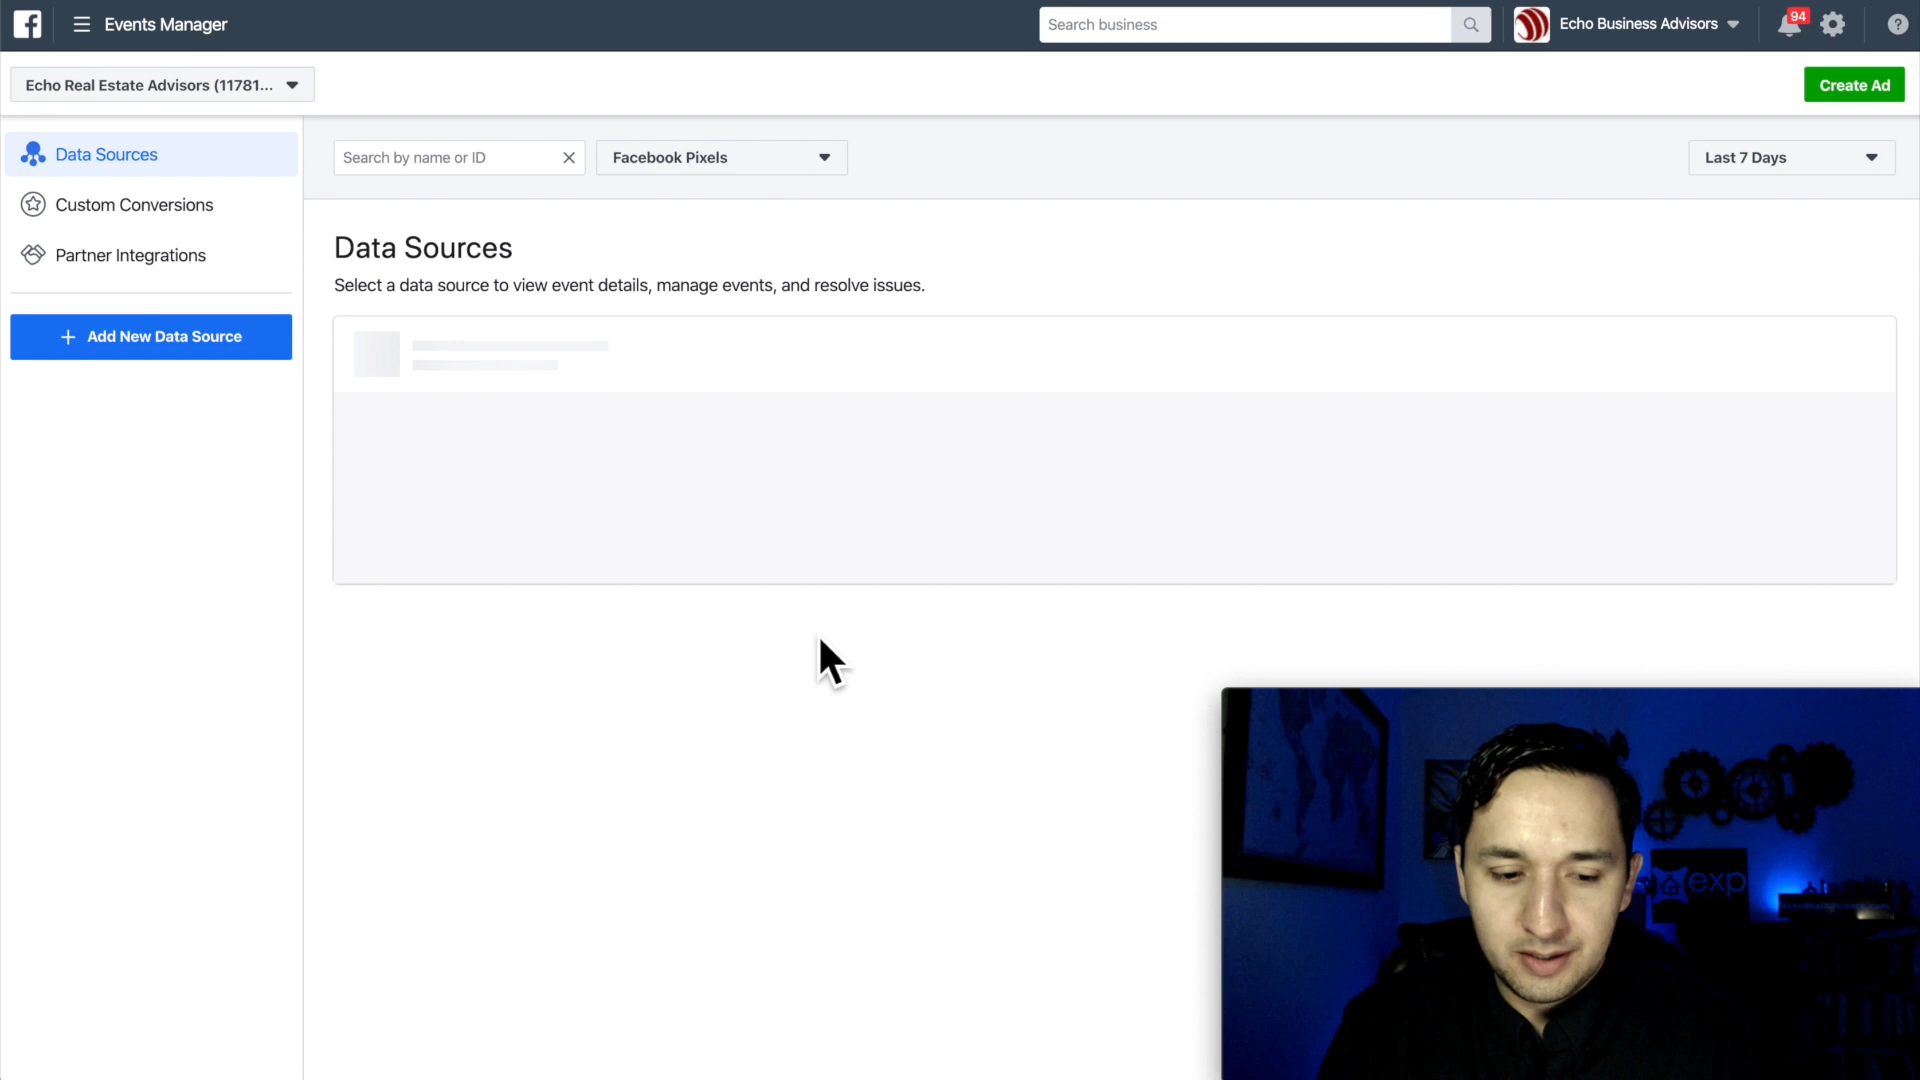 Events Manager
Search business
Echo Business Advisors
94
Echo Real Estate Advisors (11781...
Create Ad
Data Sources
Custom Conversions
Partner Integrations
Add New Data Source
Search by name or ID
Facebook Pixels
Last 7 Days
Data Sources
Select a data source to view event details, manage events, and resolve issues.
exp